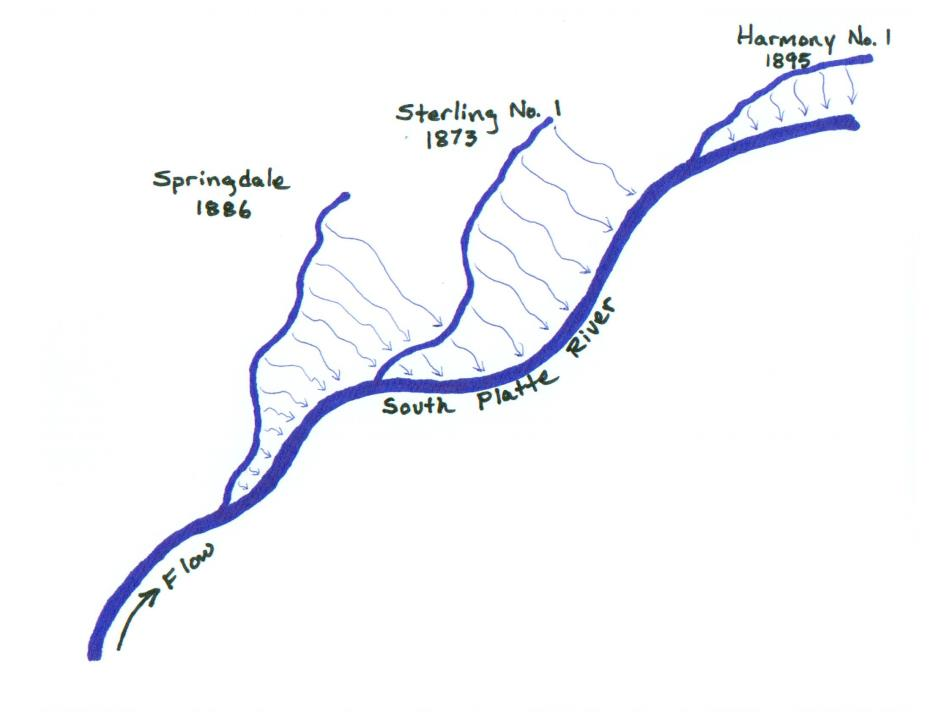 Harmony No. 1
1895
Sterling No. 1
1873
Springdale
1886
South Platte River
Flow